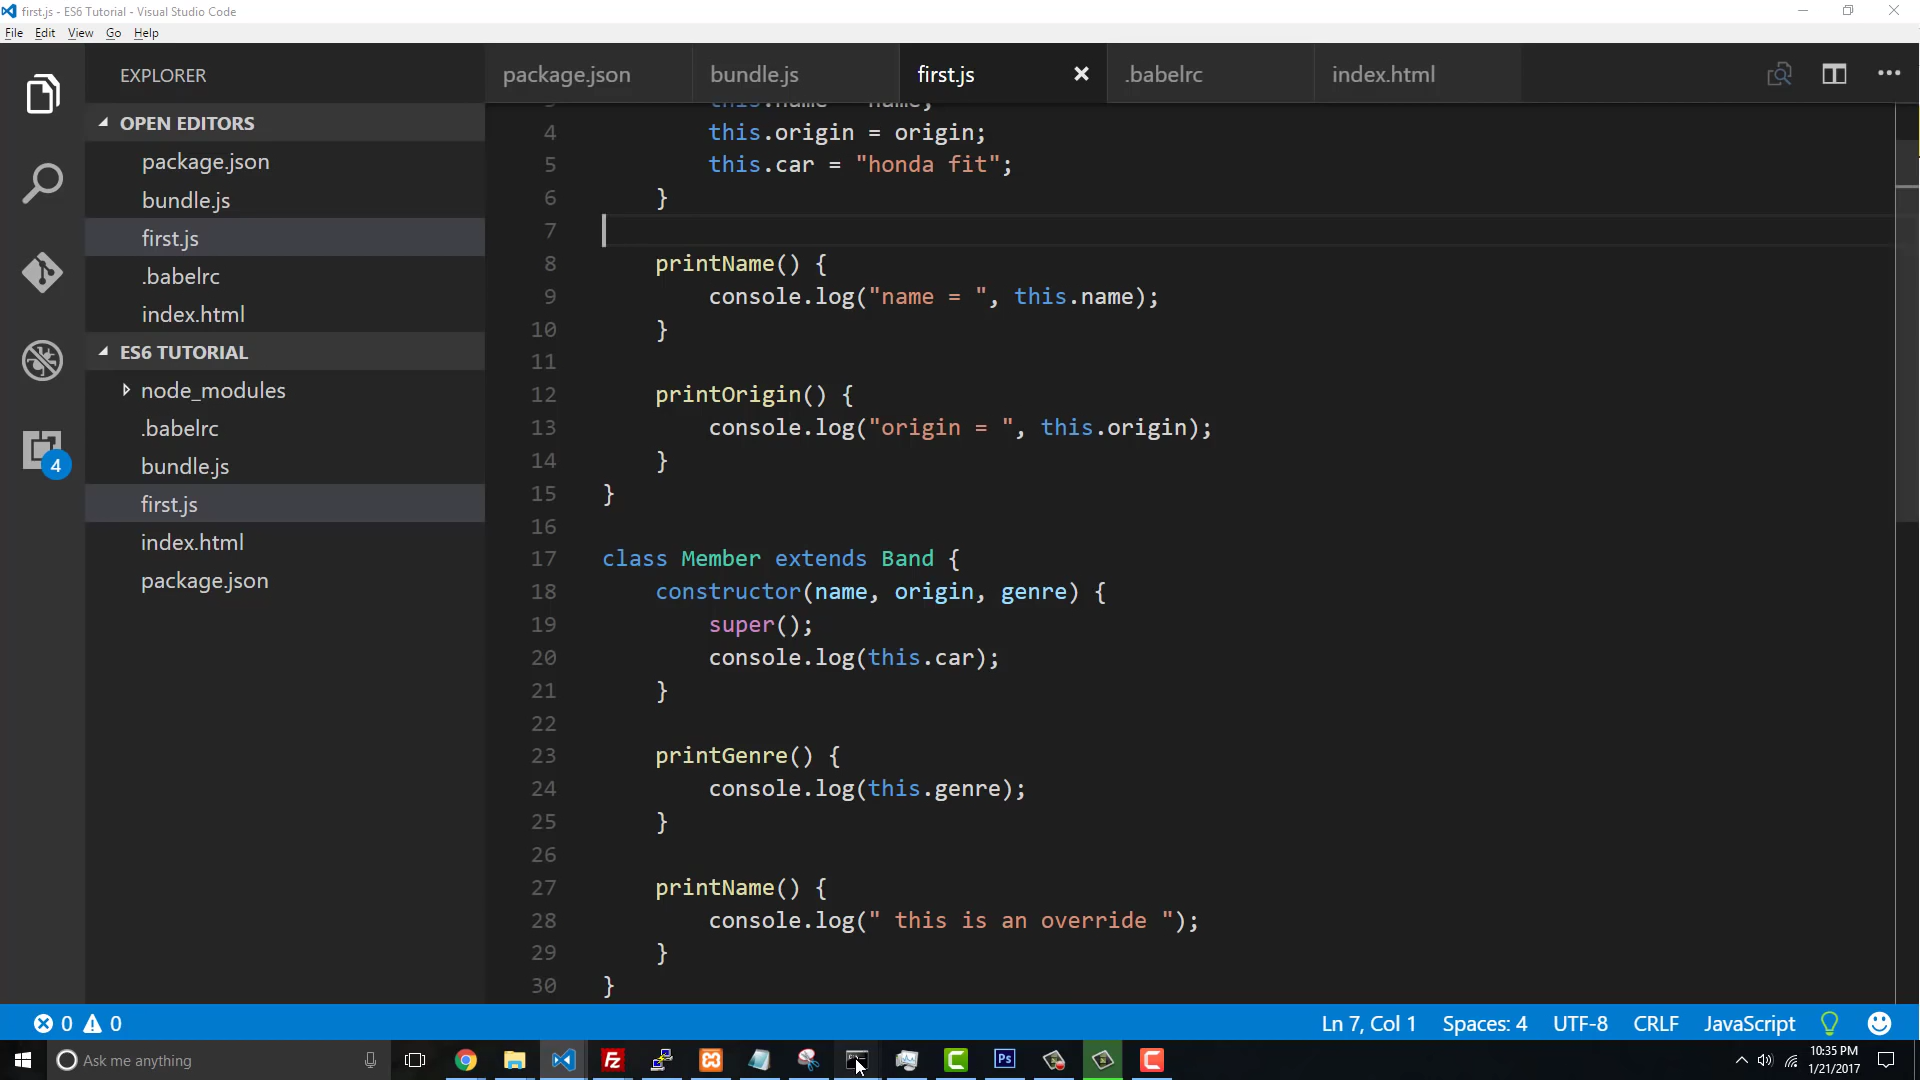 first.js - ES6 Tutorial - Visual Studio Code
File Edit View Go Help
EXPLORER
package.json bundle.js first.js .babelrc index.html
OPEN EDITORS
package.json
bundle.js
first.js
.babelrc
index.html
ES6 TUTORIAL
node_modules
.babelrc
bundle.js
first.js
index.html
package.json
4
3 this.name = name;
4 this.origin = origin;
5 this.car = "honda fit";
6 }
7
8 printName() {
9 console.log("name = ", this.name);
10 }
11
12 printOrigin() {
13 console.log("origin = ", this.origin);
14 }
15 }
16
17 class Member extends Band {
18 constructor(name, origin, genre) {
19 super();
20 console.log(this.car);
21 }
22
23 printGenre() {
24 console.log(this.genre);
25 }
26
27 printName() {
28 console.log(" this is an override ");
29 }
30 }
0 0 Ln 7, Col 1 Spaces: 4 UTF-8 CRLF JavaScript
Ask me anything
Fz
Ps
10:35 PM
1/21/2017